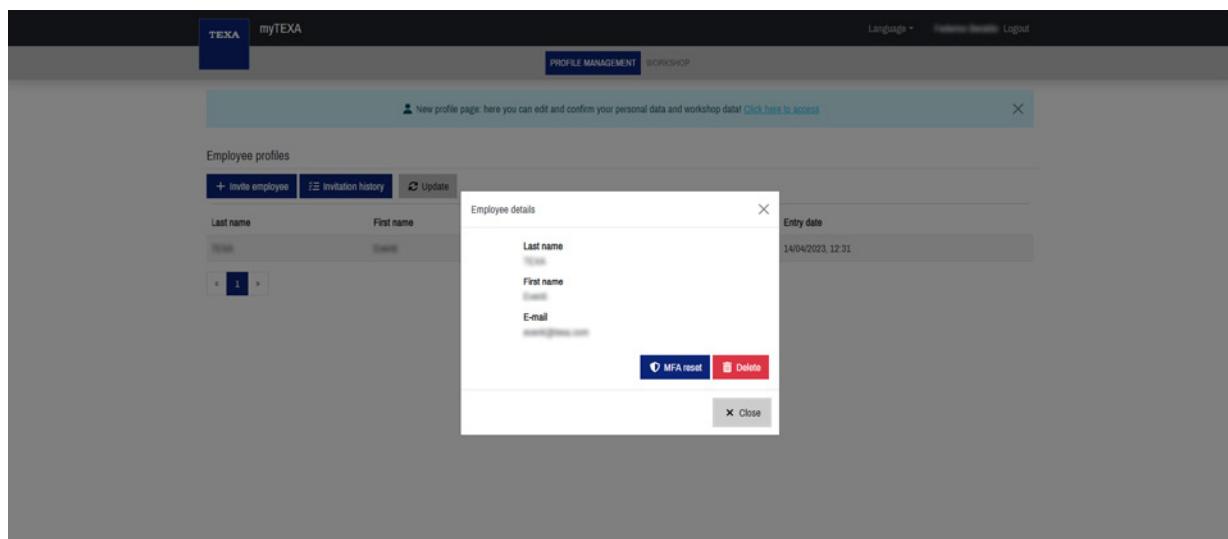 TEXA myTEXA Language Logout
PROFILE MANAGEMENT WORKSHOP
New profile page: here you can edit and confirm your personal data and workshop data! Click here to access
Employee profiles
+ Invite employee Invitation history Update
Employee details
Last name First name Entry date
14/04/2023, 12:31
Last name
First name
E-mail
« 1 »
MFA reset Delete
× Close